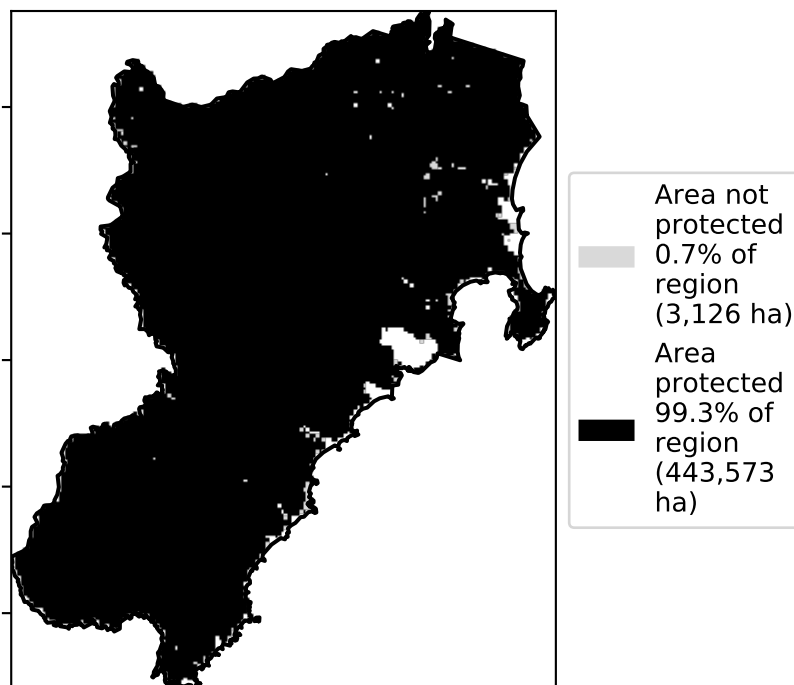 Area not
protected
0.7% of
region
(3,126 ha)
Area
protected
99.3% of
region
(443,573
ha)